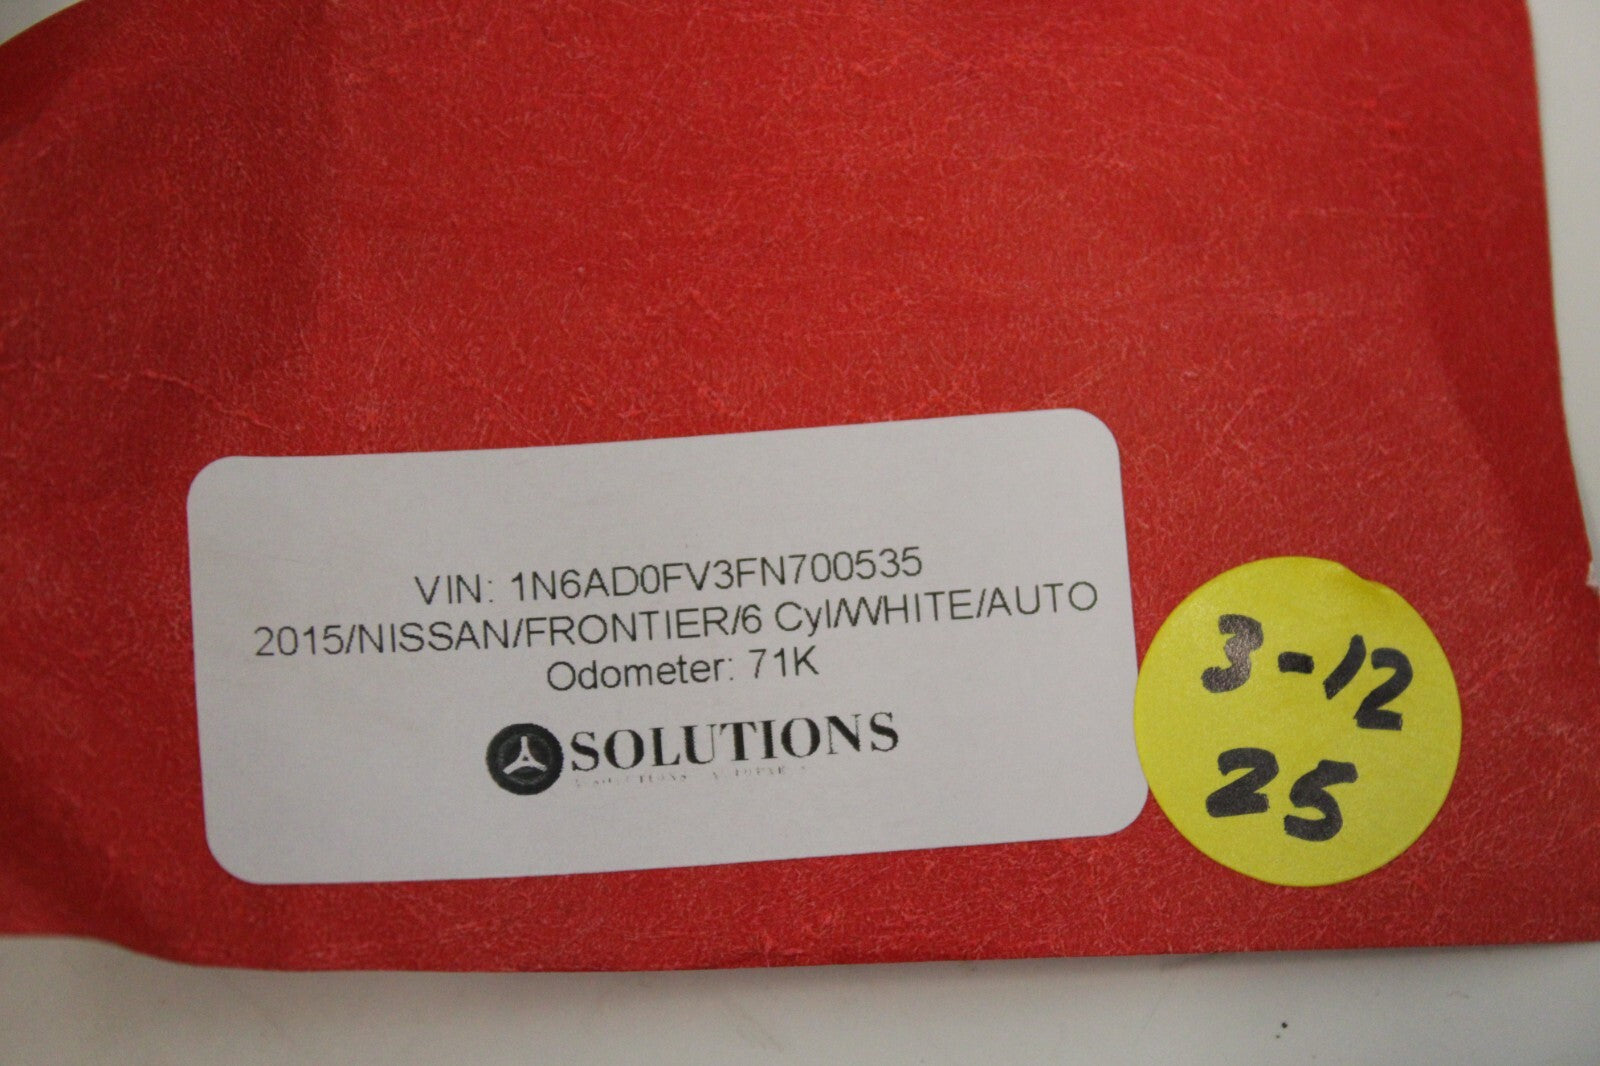 VIN: 1N6AD0FV3FN700535
2015/NISSAN/FRONTIER/6 Cyl/WHITE/AUTO
Odometer: 71K
SOLUTIONS
3-12
25